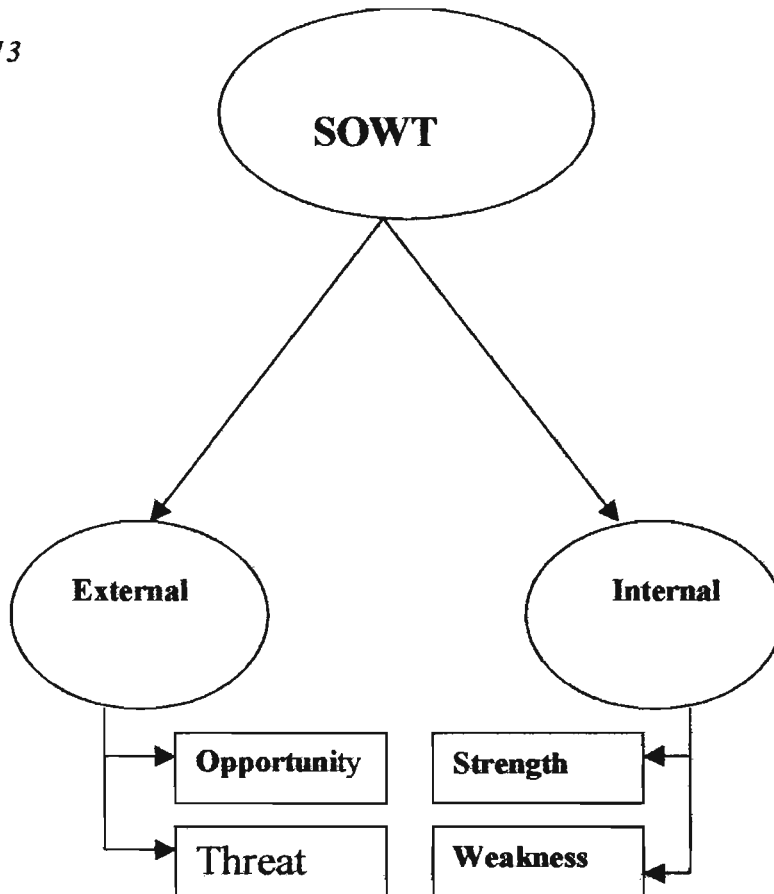 13
SOWT
External
Internal
Opportunity
Strength
Threat
Weakness